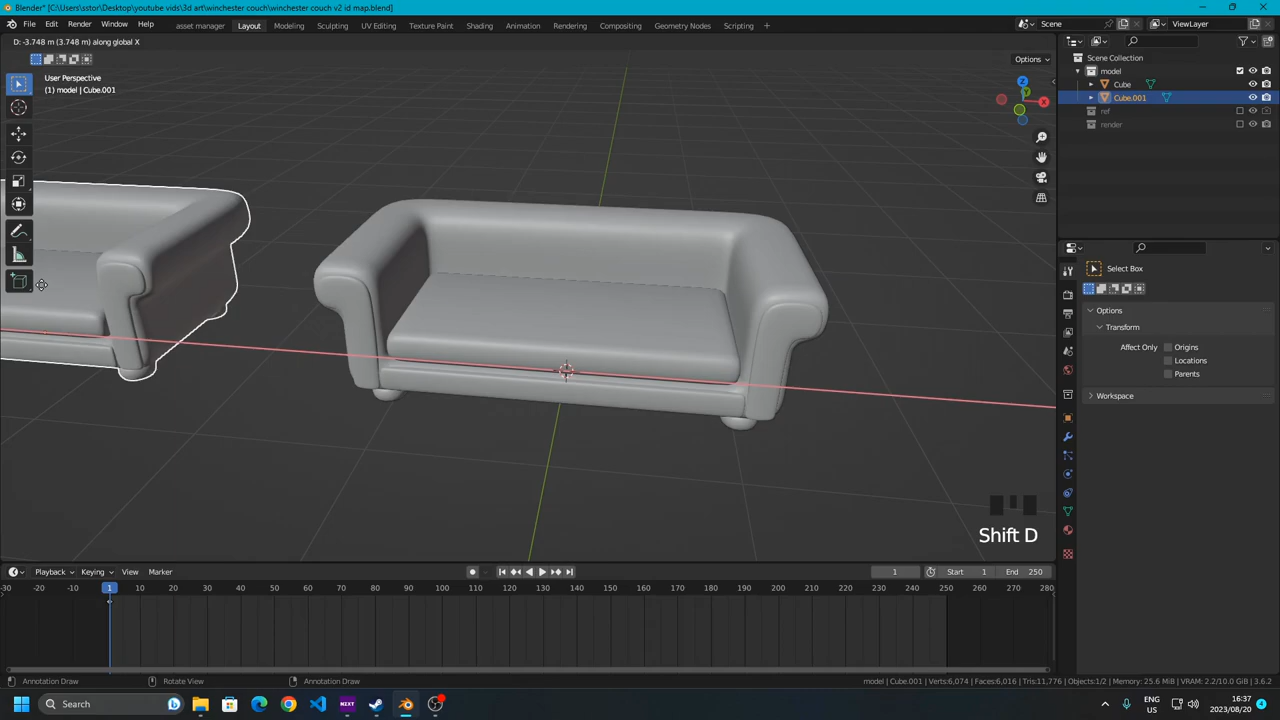 Blender* [C:\Users\sstor\Desktop\youtube vids\3d art\winchester couch\winchester couch v2 id map.blend]
File Edit Render Window Help asset manager Layout Modeling Sculpting UV Editing Texture Paint Shading Animation Rendering Compositing Geometry Nodes Scripting + Scene ViewLayer
D: -3.748 m (3.748 m) along global X
Options
User Perspective
(1) model | Cube.001
X
Shift D
Scene Collection
model
Cube
Cube.001
ref
render
Select Box
Options
Transform
Affect Only Origins
Locations
Parents
Workspace
Playback Keying View Marker 1 Start 1 End 250
-30 -20 -10 1 10 20 30 40 50 60 70 80 90 100 110 120 130 140 150 160 170 180 190 200 210 220 230 240 250 260 270 280
Annotation Draw Rotate View Annotation Draw model | Cube.001 | Verts:6,074 | Faces:6,016 | Tris:11,776 | Objects:1/2 | Memory: 25.6 MiB | VRAM: 2.2/10.0 GiB | 3.6.2
Search NZXT ENG UK 16:37 2023/08/20 4